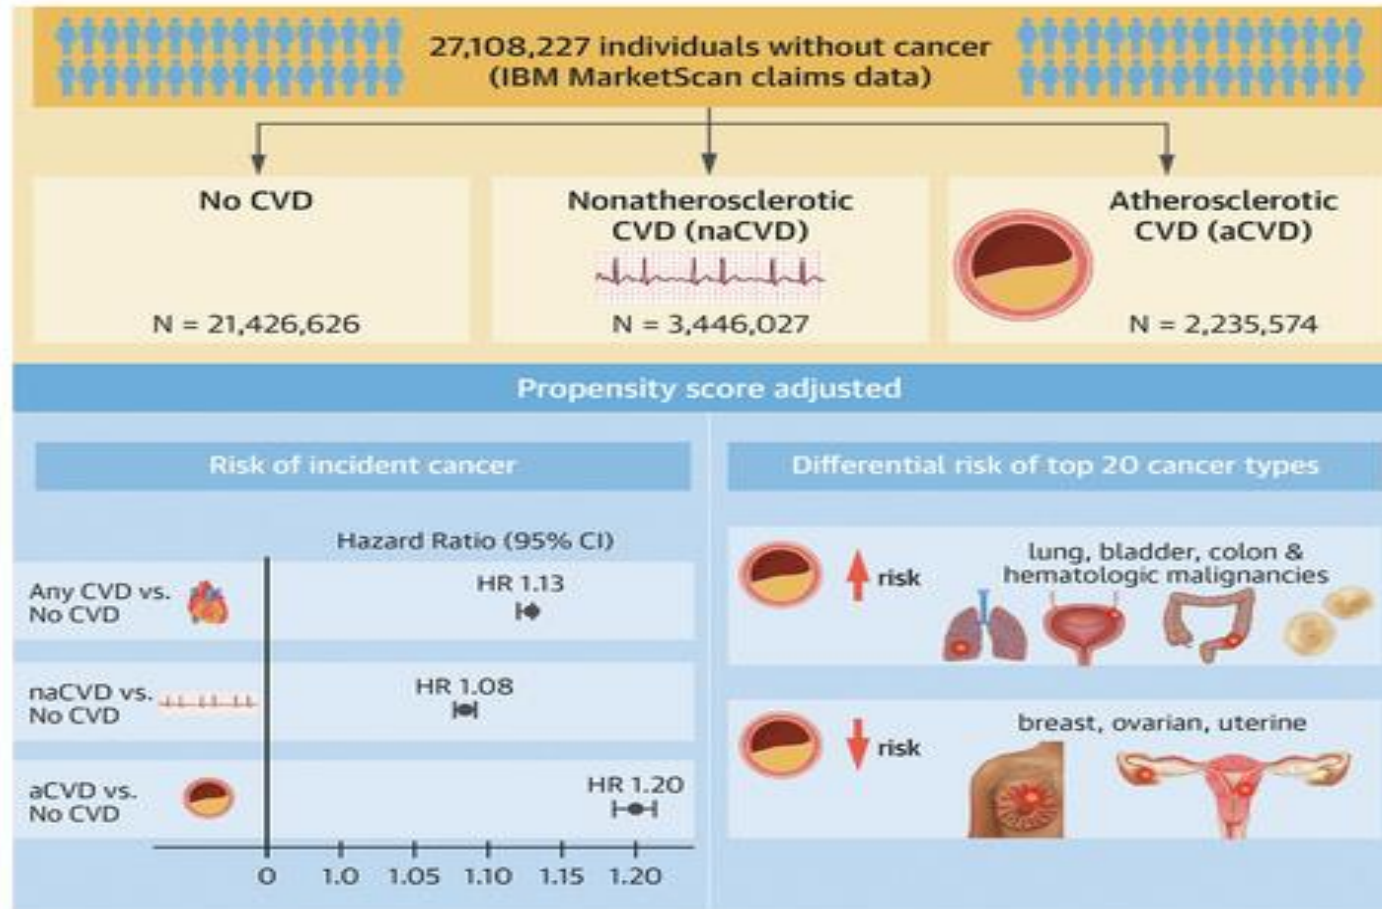 27,108,227 individuals without cancer
(IBM MarketScan claims data)
No CVD
N = 21,426,626
Nonatherosclerotic
CVD (naCVD)
N = 3,446,027
Atherosclerotic
CVD (aCVD)
N = 2,235,574
Propensity score adjusted
Risk of incident cancer
Hazard Ratio (95% CI)
Any CVD vs.
No CVD
HR 1.13
naCVD vs.
No CVD
HR 1.08
aCVD vs.
No CVD
HR 1.20
0 1.0 1.05 1.10 1.15 1.20
Differential risk of top 20 cancer types
risk
lung, bladder, colon &
hematologic malignancies
risk
breast, ovarian, uterine